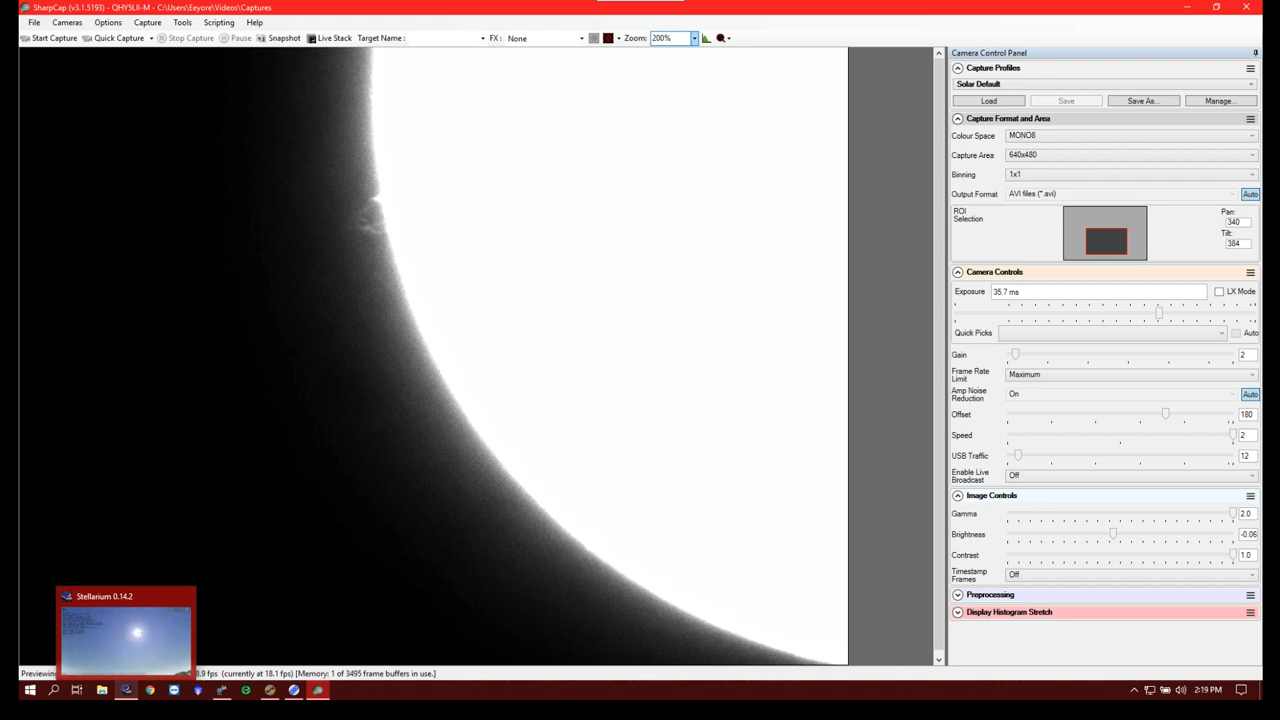 SharpCap (v3.1.5193) - QHY5LII-M - C:\Users\Eeyore\Videos\Captures
File Cameras Options Capture Tools Scripting Help
Start Capture Quick Capture Stop Capture Pause Snapshot Live Stack Target Name : FX: None Zoom: 200%
Camera Control Panel
Capture Profiles
Solar Default
Load Save Save As... Manage...
Capture Format and Area
Colour Space MONO8
Capture Area 640x480
Binning 1x1
Output Format AVI files (*.avi) Auto
ROI
Selection
Pan:
340
Tilt:
384
Camera Controls
Exposure 35.7 ms LX Mode
Quick Picks Auto
Gain 2
Frame Rate
Limit
Maximum
Amp Noise
Reduction
On Auto
Offset 180
Speed 2
USB Traffic 12
Enable Live
Broadcast
Off
Image Controls
Gamma 2.0
Brightness -0.06
Contrast 1.0
Timestamp
Frames
Off
Preprocessing
Display Histogram Stretch
Stellarium 0.14.2
Previewin 8.9 fps (currently at 18.1 fps) [Memory: 1 of 3495 frame buffers in use.]
2:19 PM